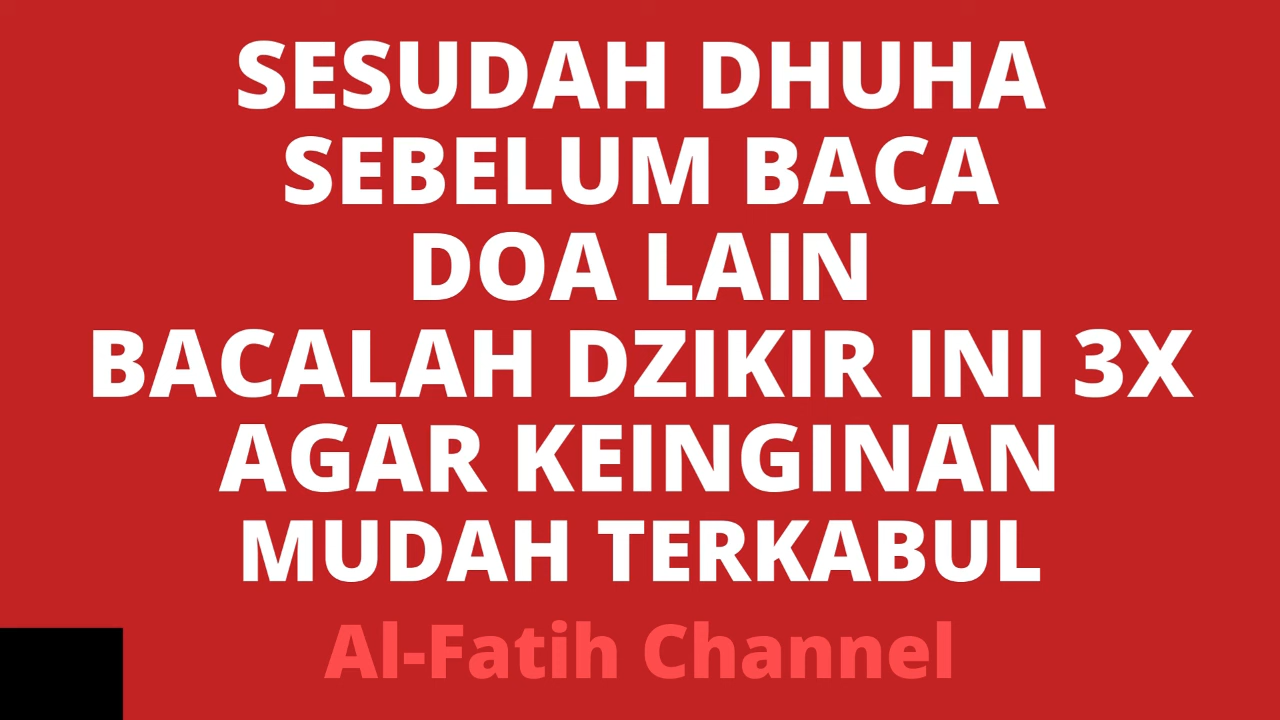 SESUDAH DHUHA
SEBELUM BACA
DOA LAIN
BACALAH DZIKIR INI 3X
AGAR KEINGINAN
MUDAH TERKABUL
Al-Fatih Channel